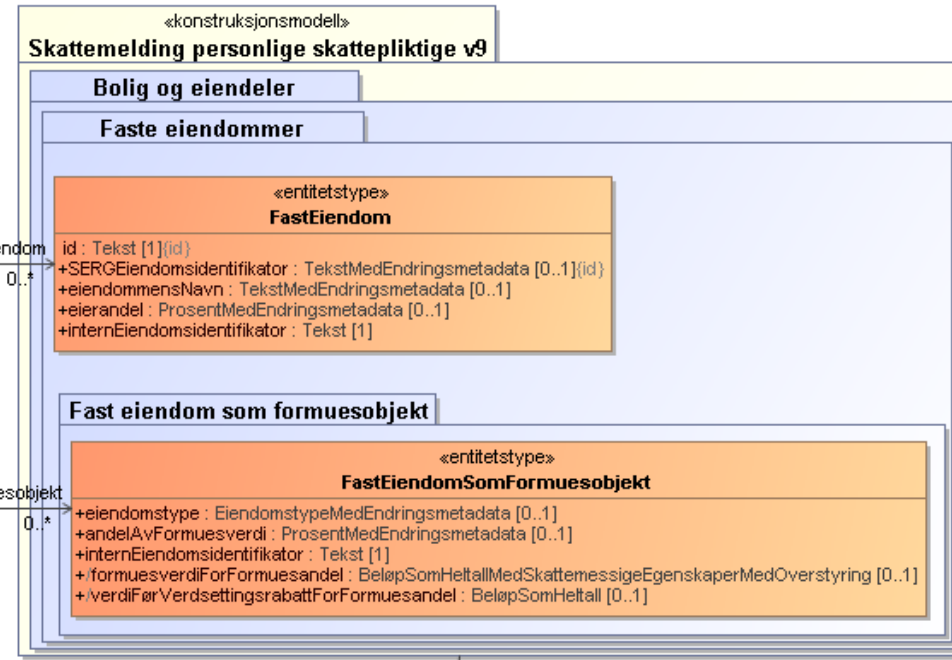 «konstruksjonsmodell»
Skattemelding personlige skattepliktige v9
Bolig og eiendeler
Faste eiendommer
«entitetstype»
FastEiendom
endom
0..*
id : Tekst [1]{id}
+SERGEiendomsidentifikator : TekstMedEndringsmetadata [0..1]{id}
+eiendommensNavn : TekstMedEndringsmetadata [0..1]
+eierandel : ProsentMedEndringsmetadata [0..1]
+internEiendomsidentifikator : Tekst [1]
Fast eiendom som formuesobjekt
«entitetstype»
FastEiendomSomFormuesobjekt
esobjekt
0..*
+eiendomstype : EiendomstypeMedEndringsmetadata [0..1]
+andelAvFormuesverdi : ProsentMedEndringsmetadata [0..1]
+internEiendomsidentifikator : Tekst [1]
+/formuesverdiForFormuesandel : BeløpSomHeltallMedSkattemessigeEgenskaperMedOverstyring [0..1]
+/verdiFørVerdsettingsrabattForFormuesandel : BeløpSomHeltall [0..1]